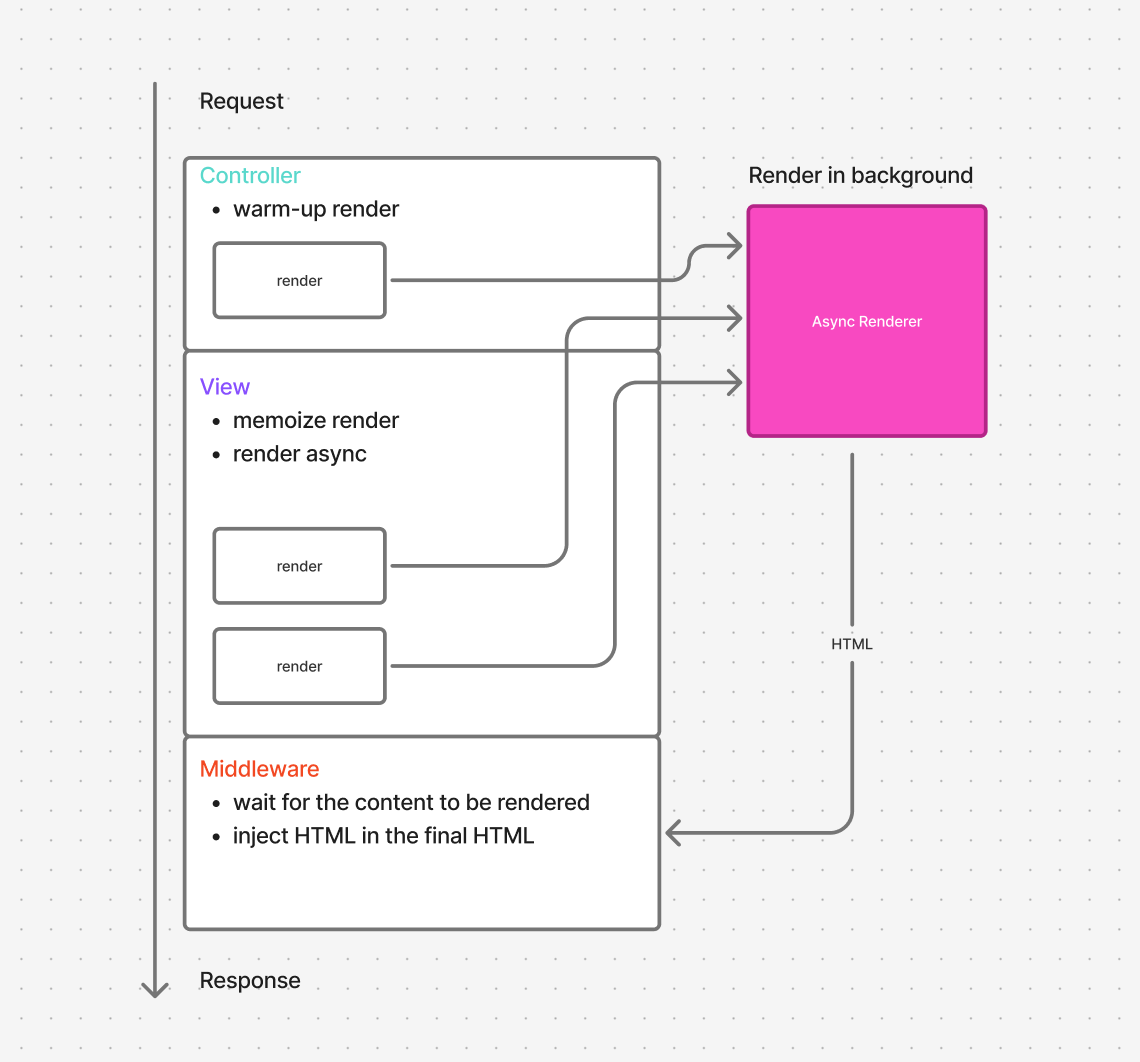 Request
Controller
• warm-up render
render
Render in background
Async Renderer
View
• memoize render
• render async
render
render
HTML
Middleware
• wait for the content to be rendered
• inject HTML in the final HTML
Response